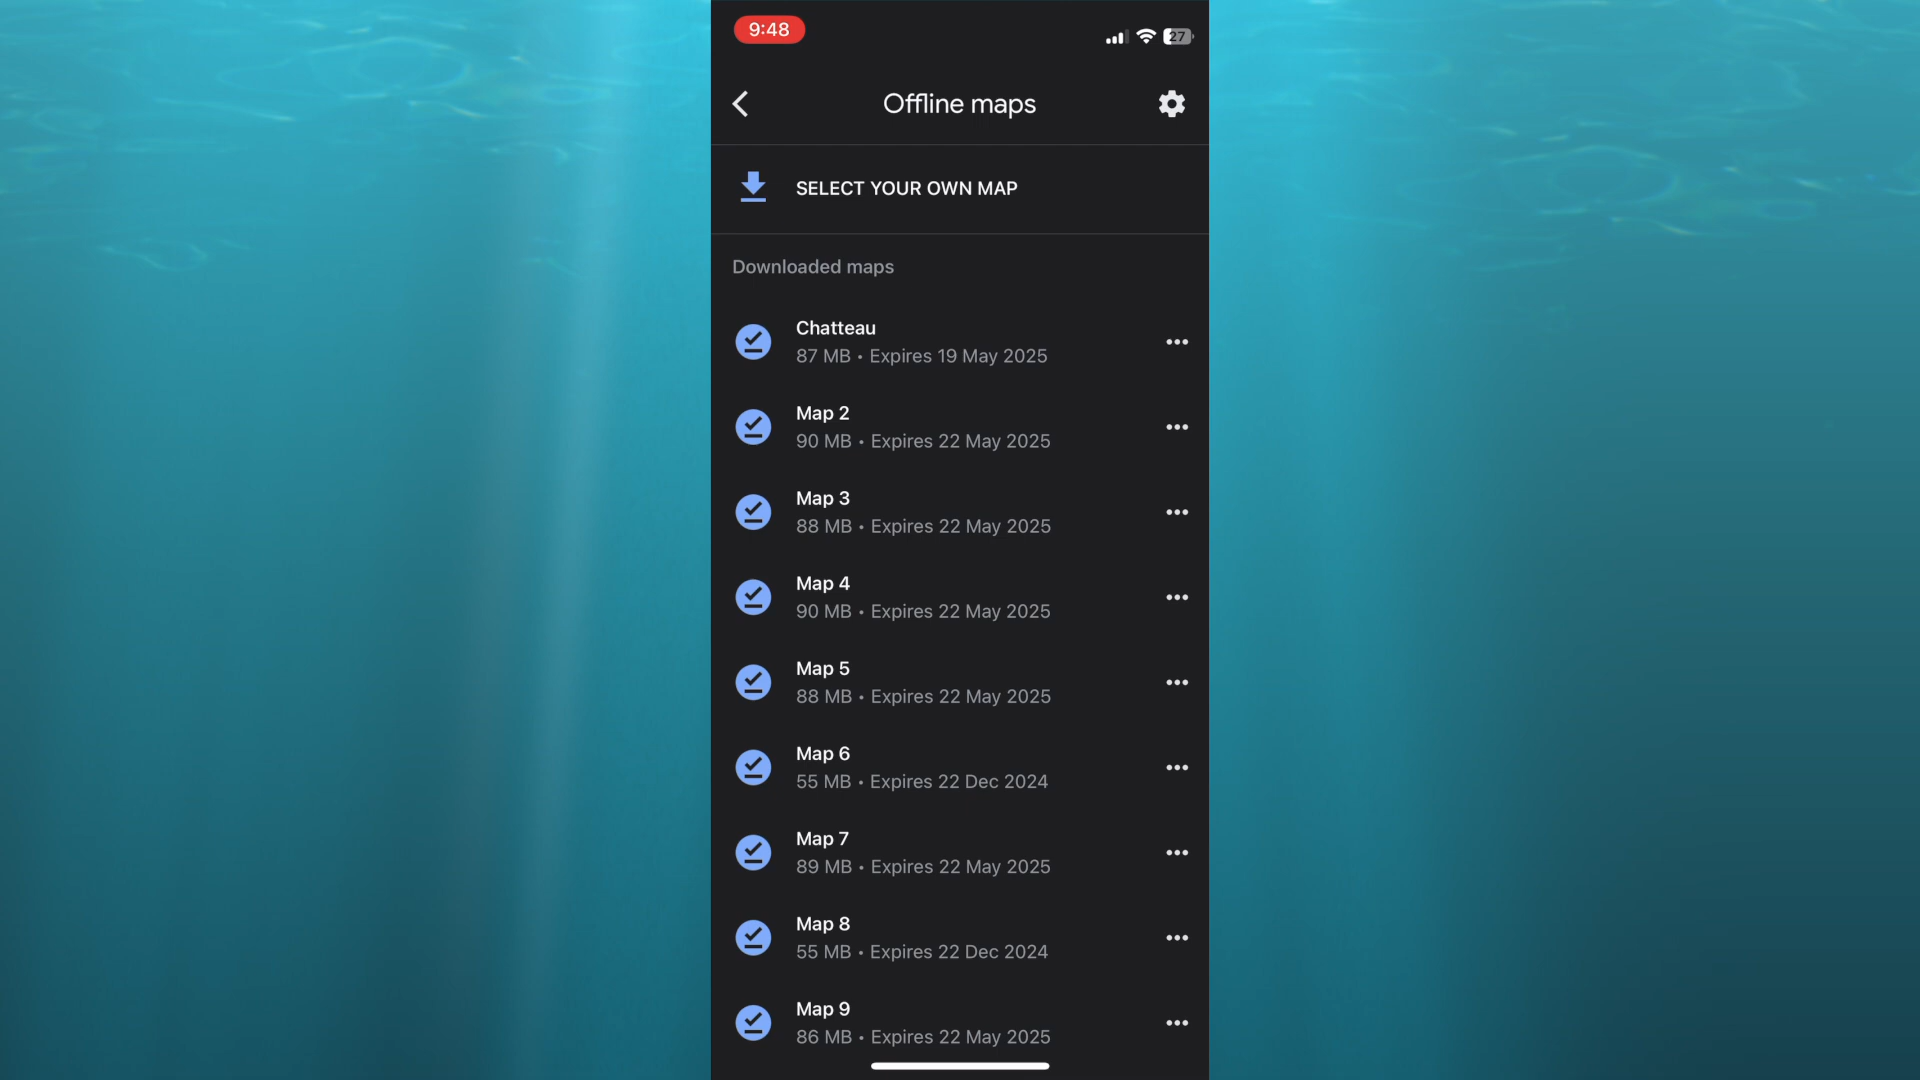 9:48
27
Offline maps
SELECT YOUR OWN MAP
Downloaded maps
Chatteau
87 MB • Expires 19 May 2025
Map 2
90 MB • Expires 22 May 2025
Map 3
88 MB • Expires 22 May 2025
Map 4
90 MB • Expires 22 May 2025
Map 5
88 MB • Expires 22 May 2025
Map 6
55 MB • Expires 22 Dec 2024
Map 7
89 MB • Expires 22 May 2025
Map 8
55 MB • Expires 22 Dec 2024
Map 9
86 MB • Expires 22 May 2025